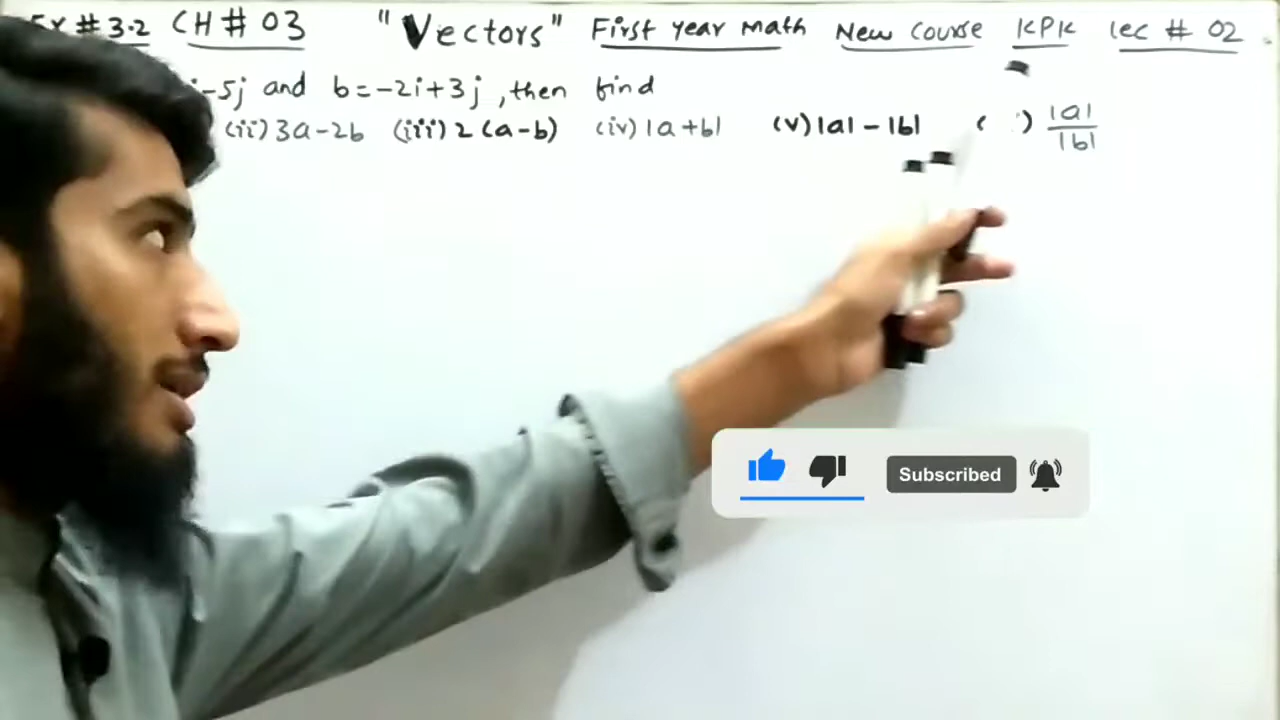 Ex # 3.2 CH # 03 "Vectors" First year Math New Course KPK lec # 02
i-5j and b=-2i+3j, then find
(ii) 3a-2b (iii) 2(a-b) (iv) |a+b| (v) |a|-|b| ( ) |a|/|b|
Subscribed